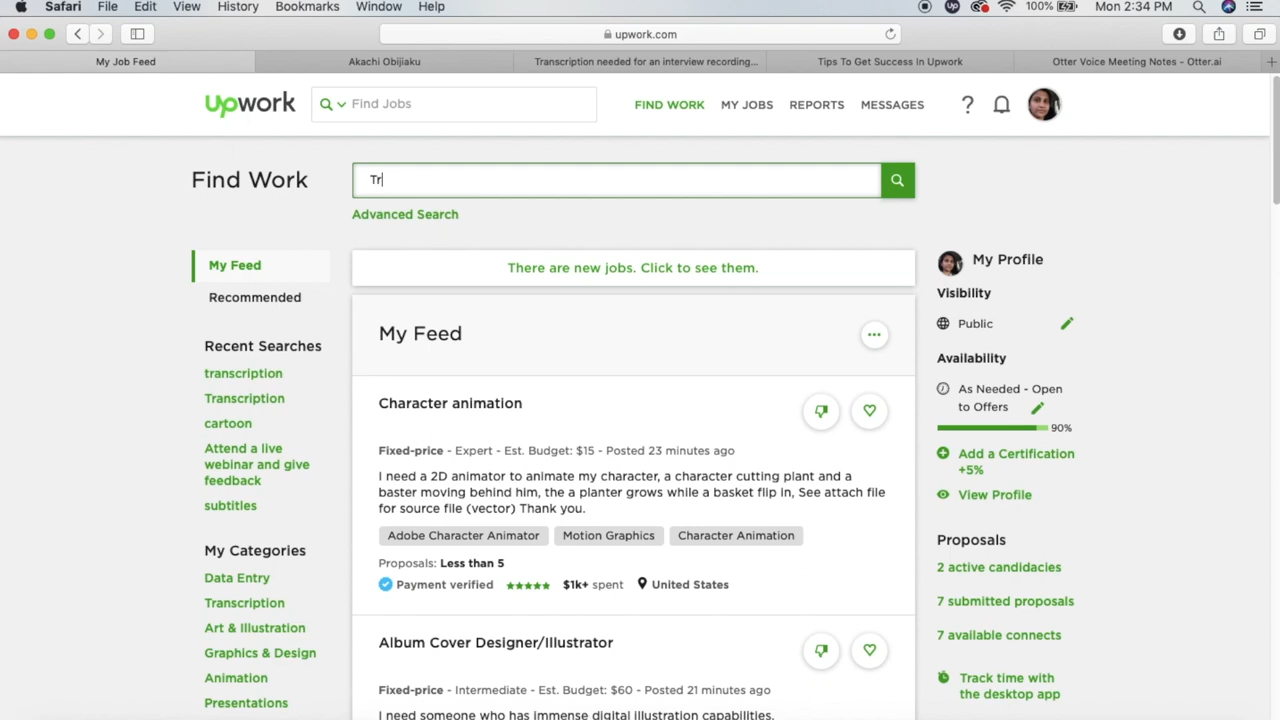 Safari File Edit View History Bookmarks Window Help
Up 100% Mon 2:34 PM
upwork.com
My Job Feed Akachi Obijiaku Transcription needed for an interview recording... Tips To Get Success In Upwork Otter Voice Meeting Notes - Otter.ai
upwork Find Jobs FIND WORK MY JOBS REPORTS MESSAGES ?
Find Work
Tr
Advanced Search
My Feed
Recommended
Recent Searches
transcription
Transcription
cartoon
Attend a live
webinar and give
feedback
subtitles
My Categories
Data Entry
Transcription
Art & Illustration
Graphics & Design
Animation
Presentations
There are new jobs. Click to see them.
My Feed
Character animation
Fixed-price - Expert - Est. Budget: $15 - Posted 23 minutes ago
I need a 2D animator to animate my character, a character cutting plant and a
baster moving behind him, the a planter grows while a basket flip in, See attach file
for source file (vector) Thank you.
Adobe Character Animator Motion Graphics Character Animation
Proposals: Less than 5
Payment verified $1k+ spent United States
Album Cover Designer/Illustrator
Fixed-price - Intermediate - Est. Budget: $60 - Posted 21 minutes ago
I need someone who has immense digital illustration capabilities.
My Profile
Visibility
Public
Availability
As Needed - Open
to Offers
90%
Add a Certification
+5%
View Profile
Proposals
2 active candidacies
7 submitted proposals
7 available connects
Track time with
the desktop app